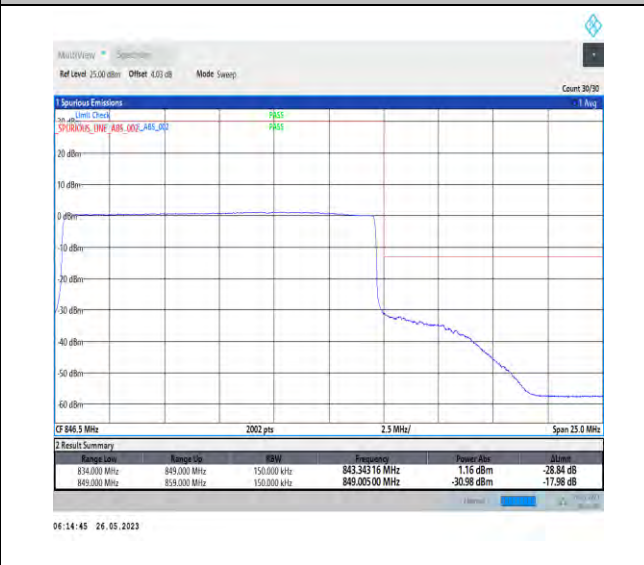 MultiView Spectrum
Ref Level 25.00 dBm Offset 4.03 dB Mode Sweep
Count 30/30
1 Spurious Emissions 1 Avg
Limit Check PASS
SPURIOUS_LINE_ABS_002 PASS
20 dBm
10 dBm
0 dBm
-10 dBm
-20 dBm
-30 dBm
-40 dBm
-50 dBm
-60 dBm
CF 846.5 MHz 2002 pts 2.5 MHz/ Span 25.0 MHz
2 Result Summary
Range Low Range Up RBW Frequency Power Abs ΔLimit
834.000 MHz 849.000 MHz 150.000 kHz 843.34316 MHz 1.16 dBm -28.84 dB
849.000 MHz 859.000 MHz 150.000 kHz 849.00500 MHz -30.98 dBm -17.98 dB
06:14:45 26.05.2023